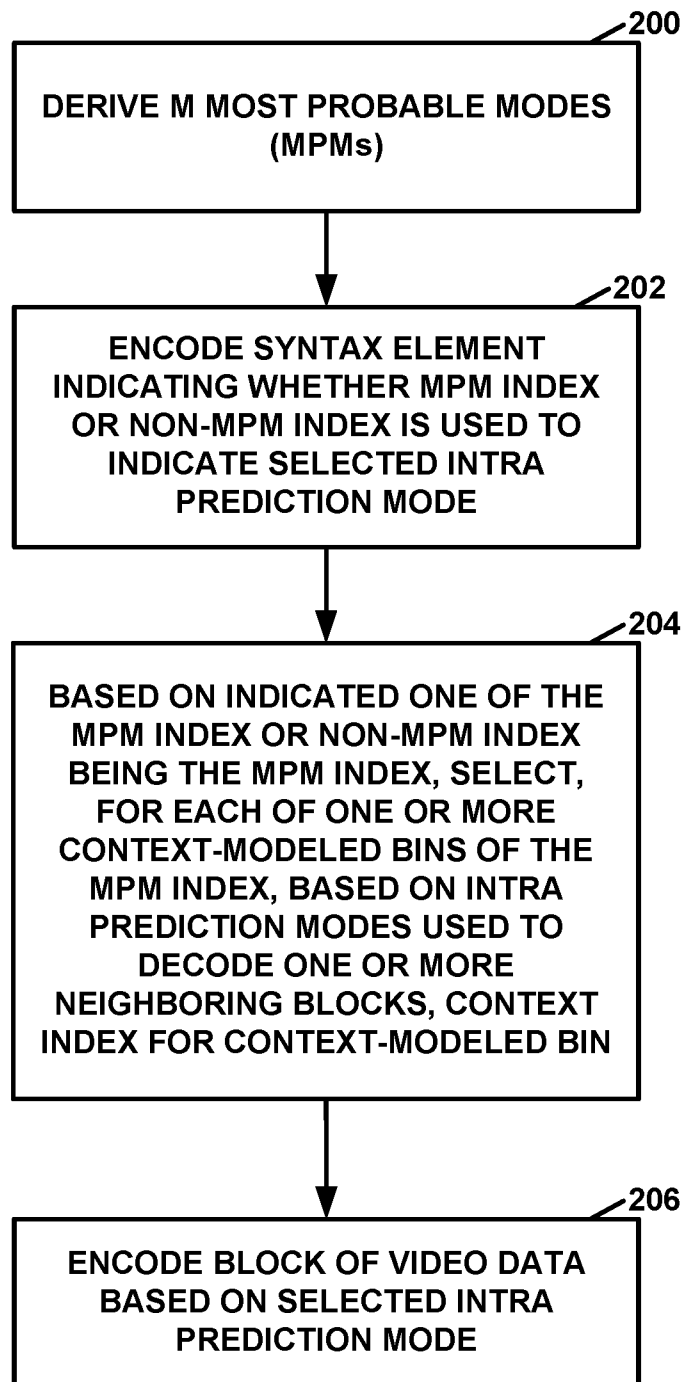 200
DERIVE M MOST PROBABLE MODES
(MPMs)
202
ENCODE SYNTAX ELEMENT
INDICATING WHETHER MPM INDEX
OR NON-MPM INDEX IS USED TO
INDICATE SELECTED INTRA
PREDICTION MODE
204
BASED ON INDICATED ONE OF THE
MPM INDEX OR NON-MPM INDEX
BEING THE MPM INDEX, SELECT,
FOR EACH OF ONE OR MORE
CONTEXT-MODELED BINS OF THE
MPM INDEX, BASED ON INTRA
PREDICTION MODES USED TO
DECODE ONE OR MORE
NEIGHBORING BLOCKS, CONTEXT
INDEX FOR CONTEXT-MODELED BIN
206
ENCODE BLOCK OF VIDEO DATA
BASED ON SELECTED INTRA
PREDICTION MODE